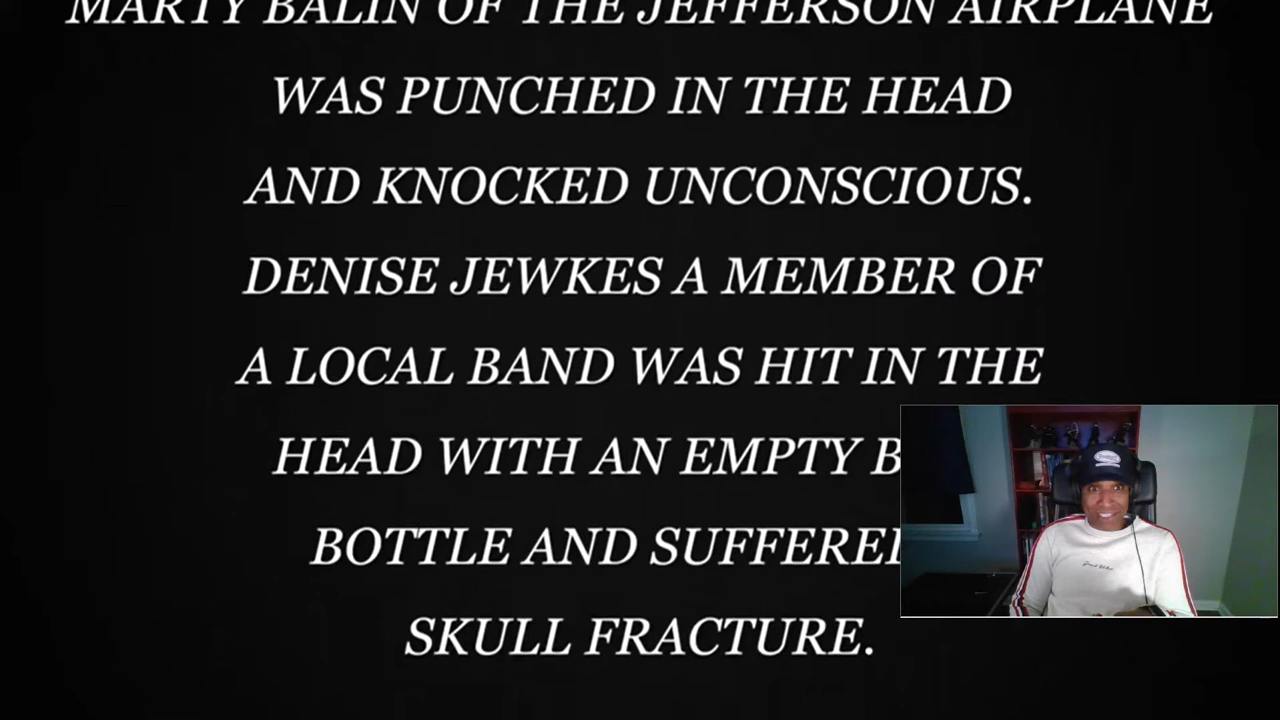 MARTY BALIN OF THE JEFFERSON AIRPLANE
WAS PUNCHED IN THE HEAD
AND KNOCKED UNCONSCIOUS.
DENISE JEWKES A MEMBER OF
A LOCAL BAND WAS HIT IN THE
HEAD WITH AN EMPTY B
BOTTLE AND SUFFERE
SKULL FRACTURE.